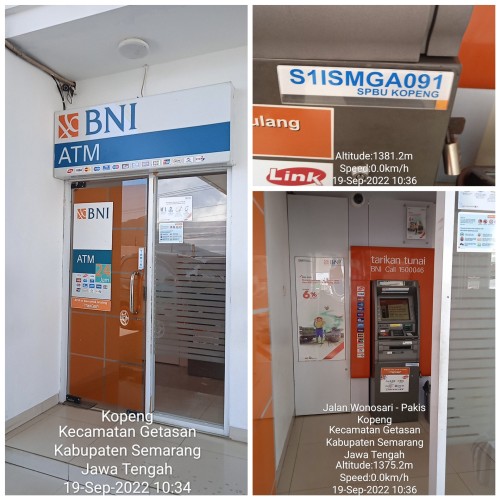 BNI
ATM
BNI
ATM
24
Jam
Kopeng
Kecamatan Getasan
Kabupaten Semarang
Jawa Tengah
19-Sep-2022 10:34
S1ISMGA091
SPBU KOPENG
ulang
Link
Altitude:1381.2m
Speed:0.0km/h
19-Sep-2022 10:36
BNI
tarikan tunai
BNI Call 1500046
Jalan Wonosari - Pakis
Kopeng
Kecamatan Getasan
Kabupaten Semarang
Jawa Tengah
Altitude:1375.2m
Speed:0.0km/h
19-Sep-2022 10:36